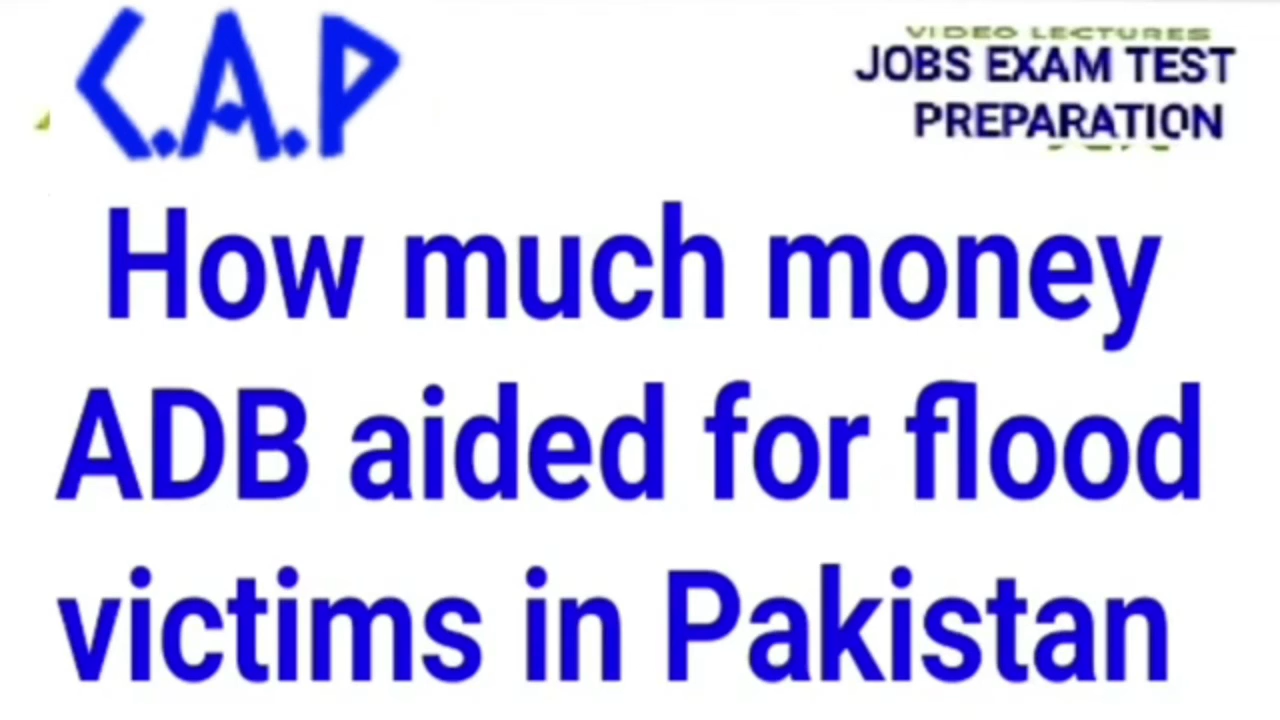 C.A.P
VIDEO LECTURES
JOBS EXAM TEST
PREPARATION
How much money
ADB aided for flood
victims in Pakistan